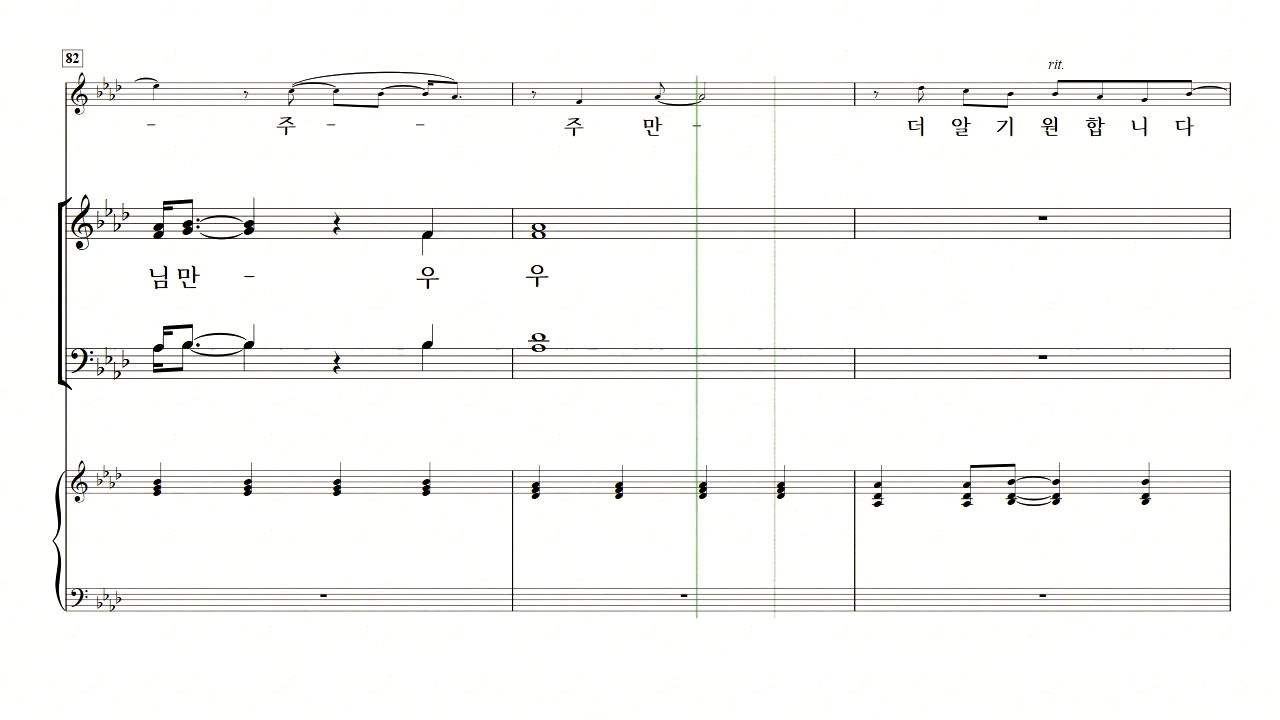 82
rit.
- 주 - - 주 만 - 더 알 기 원 합 니 다
님 만 - 우 우